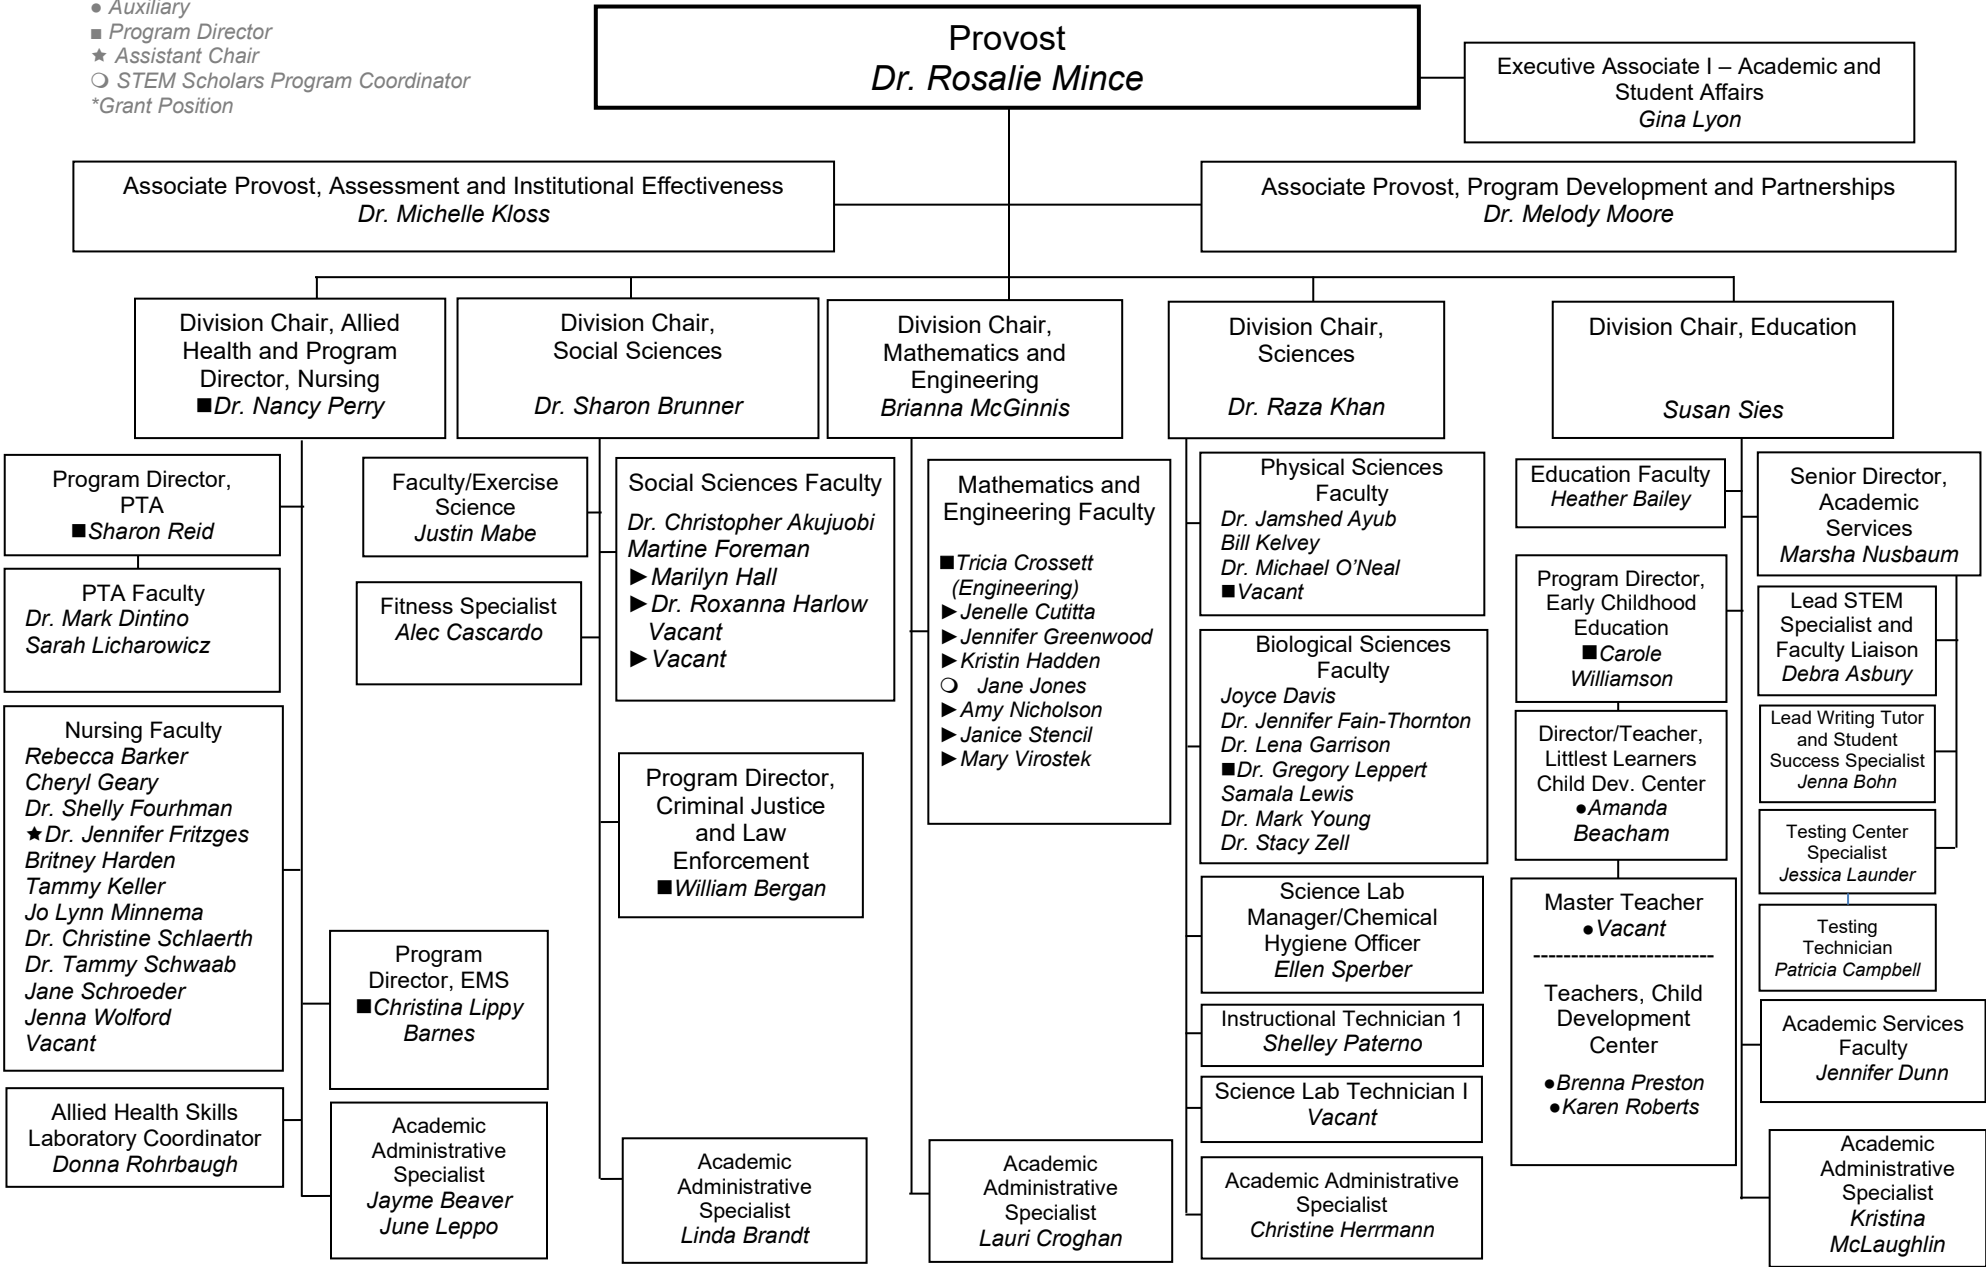 ● Auxiliary
■ Program Director
★ Assistant Chair
❍ STEM Scholars Program Coordinator
*Grant Position
Provost
Dr. Rosalie Mince
Executive Associate I – Academic and
Student Affairs
Gina Lyon
Associate Provost, Assessment and Institutional Effectiveness
Dr. Michelle Kloss
Associate Provost, Program Development and Partnerships
Dr. Melody Moore
Division Chair, Allied
Health and Program
Director, Nursing
■Dr. Nancy Perry
Program Director,
PTA
■Sharon Reid
PTA Faculty
Dr. Mark Dintino
Sarah Licharowicz
Nursing Faculty
Rebecca Barker
Cheryl Geary
Dr. Shelly Fourhman
★Dr. Jennifer Fritzges
Britney Harden
Tammy Keller
Jo Lynn Minnema
Dr. Christine Schlaerth
Dr. Tammy Schwaab
Jane Schroeder
Jenna Wolford
Vacant
Allied Health Skills
Laboratory Coordinator
Donna Rohrbaugh
Program
Director, EMS
■Christina Lippy
Barnes
Academic
Administrative
Specialist
Jayme Beaver
June Leppo
Division Chair,
Social Sciences
Dr. Sharon Brunner
Faculty/Exercise
Science
Justin Mabe
Fitness Specialist
Alec Cascardo
Social Sciences Faculty
Dr. Christopher Akujuobi
Martine Foreman
►Marilyn Hall
►Dr. Roxanna Harlow
Vacant
►Vacant
Program Director,
Criminal Justice
and Law
Enforcement
■William Bergan
Academic
Administrative
Specialist
Linda Brandt
Division Chair,
Mathematics and
Engineering
Brianna McGinnis
Mathematics and
Engineering Faculty
■Tricia Crossett
(Engineering)
►Jenelle Cutitta
►Jennifer Greenwood
►Kristin Hadden
❍ Jane Jones
►Amy Nicholson
►Janice Stencil
►Mary Virostek
Academic
Administrative
Specialist
Lauri Croghan
Division Chair,
Sciences
Dr. Raza Khan
Physical Sciences
Faculty
Dr. Jamshed Ayub
Bill Kelvey
Dr. Michael O’Neal
■Vacant
Biological Sciences
Faculty
Joyce Davis
Dr. Jennifer Fain-Thornton
Dr. Lena Garrison
■Dr. Gregory Leppert
Samala Lewis
Dr. Mark Young
Dr. Stacy Zell
Science Lab
Manager/Chemical
Hygiene Officer
Ellen Sperber
Instructional Technician 1
Shelley Paterno
Science Lab Technician I
Vacant
Academic Administrative
Specialist
Christine Herrmann
Division Chair, Education
Susan Sies
Education Faculty
Heather Bailey
Program Director,
Early Childhood
Education
■Carole
Williamson
Director/Teacher,
Littlest Learners
Child Dev. Center
●Amanda
Beacham
Master Teacher
●Vacant
------------------------
Teachers, Child
Development
Center
●Brenna Preston
●Karen Roberts
Senior Director,
Academic
Services
Marsha Nusbaum
Lead STEM
Specialist and
Faculty Liaison
Debra Asbury
Lead Writing Tutor
and Student
Success Specialist
Jenna Bohn
Testing Center
Specialist
Jessica Launder
Testing
Technician
Patricia Campbell
Academic Services
Faculty
Jennifer Dunn
Academic
Administrative
Specialist
Kristina
McLaughlin